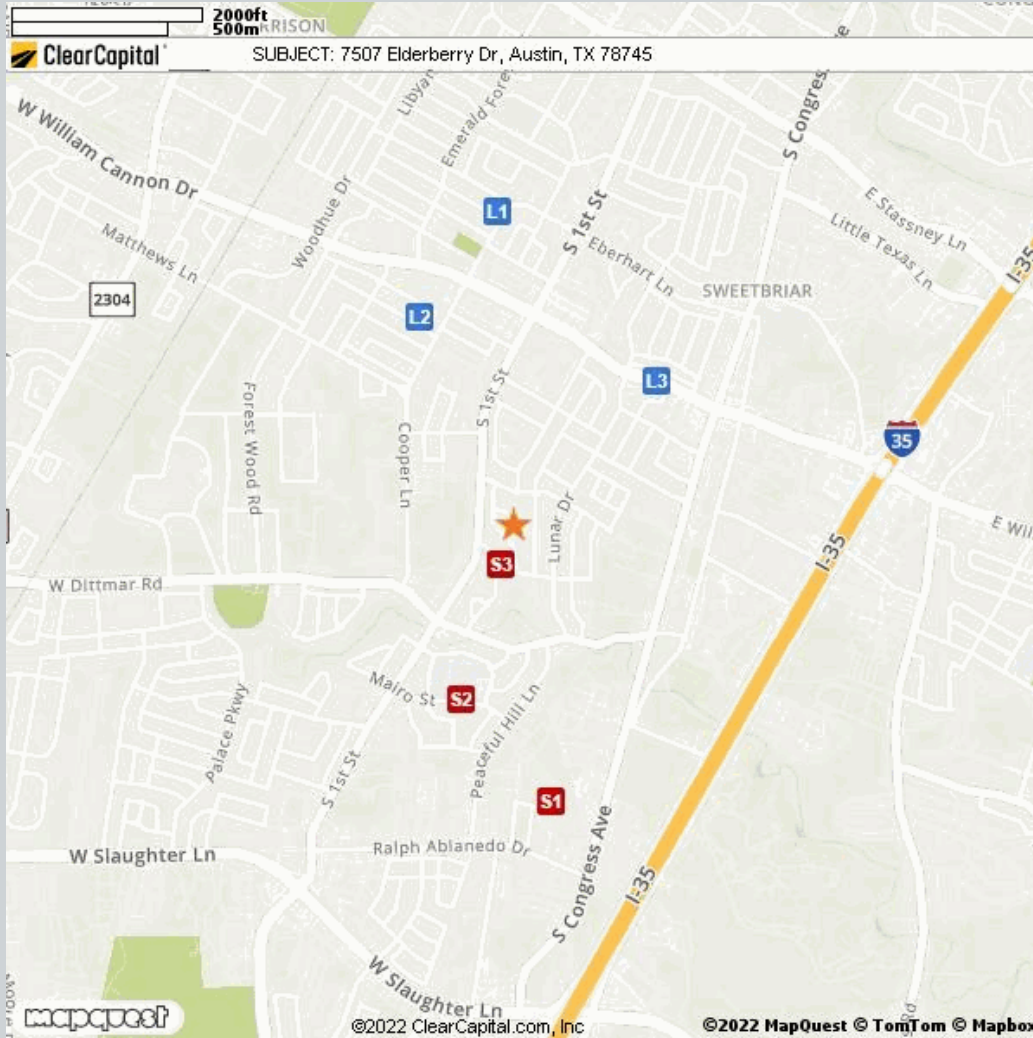 2000ft
500m
RRISON
ClearCapital
SUBJECT: 7507 Elderberry Dr, Austin, TX 78745
W William Cannon Dr
Libyan
Emerald Fore
S Congress
Woodhue Dr
L1
S 1st St
E Stassney Ln
Little Texas Ln
Matthews Ln
Eberhart Ln
I-35
2304
SWEETBRIAR
L2
L3
S 1st St
Forest Wood Rd
Cooper Ln
35
Lunar Dr
E Wil
S3
I-35
W Dittmar Rd
Mairo St
S2
Peaceful Hill Ln
Palace Pkwy
S 1st St
S1
Ralph Ablanedo Dr
W Slaughter Ln
S Congress Ave
I-35
W Slaughter Ln
mapquest
©2022 ClearCapital.com, Inc
©2022 MapQuest © TomTom © Mapbox